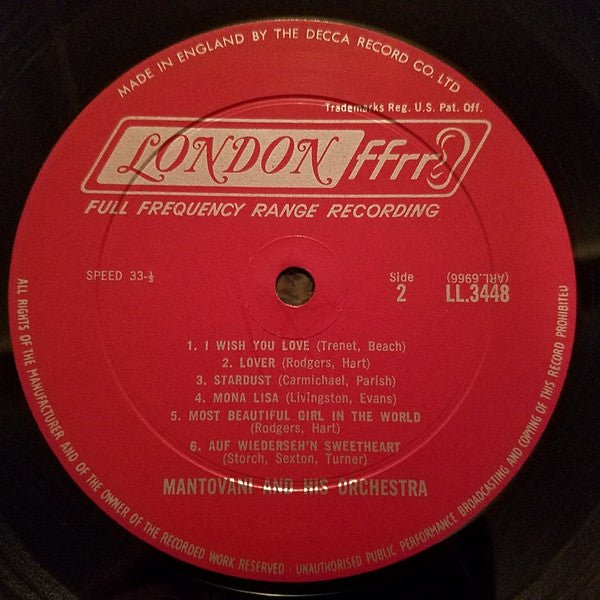 MADE IN ENGLAND BY THE DECCA RECORD CO. LTD
Trademarks Reg. U.S. Pat. Off.
LONDON ffrr
FULL FREQUENCY RANGE RECORDING
SPEED 33-⅓
Side 2
(ARL.6966)
LL.3448
1. I WISH YOU LOVE (Trenet, Beach)
2. LOVER (Rodgers, Hart)
3. STARDUST (Carmichael, Parish)
4. MONA LISA (Livingston, Evans)
5. MOST BEAUTIFUL GIRL IN THE WORLD
(Rodgers, Hart)
6. AUF WIEDERSEH'N SWEETHEART
(Storch, Sexton, Turner)
MANTOVANI AND HIS ORCHESTRA
ALL RIGHTS OF THE MANUFACTURER AND OF THE OWNER OF THE RECORDED WORK RESERVED · UNAUTHORISED PUBLIC PERFORMANCE BROADCASTING AND COPYING OF THIS RECORD PROHIBITED